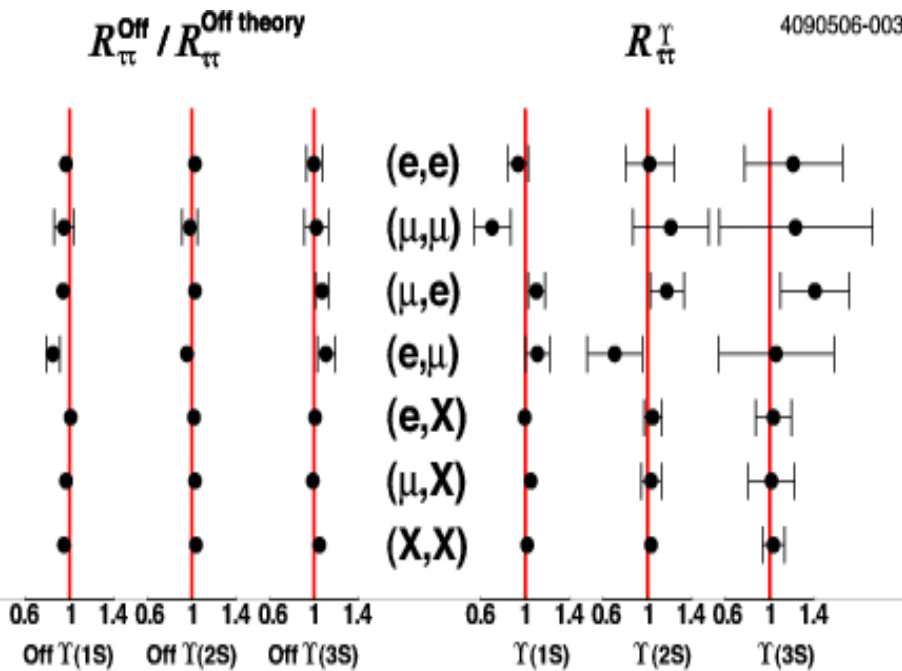 R_ττ^Off / R_ττ^Off theory R_ττ^ϒ 4090506-003
(e,e)
(μ,μ)
(μ,e)
(e,μ)
(e,X)
(μ,X)
(X,X)
0.6 1 1.4 0.6 1 1.4 0.6 1 1.4 0.6 1 1.4 0.6 1 1.4 0.6 1 1.4
Off ϒ(1S) Off ϒ(2S) Off ϒ(3S) ϒ(1S) ϒ(2S) ϒ(3S)